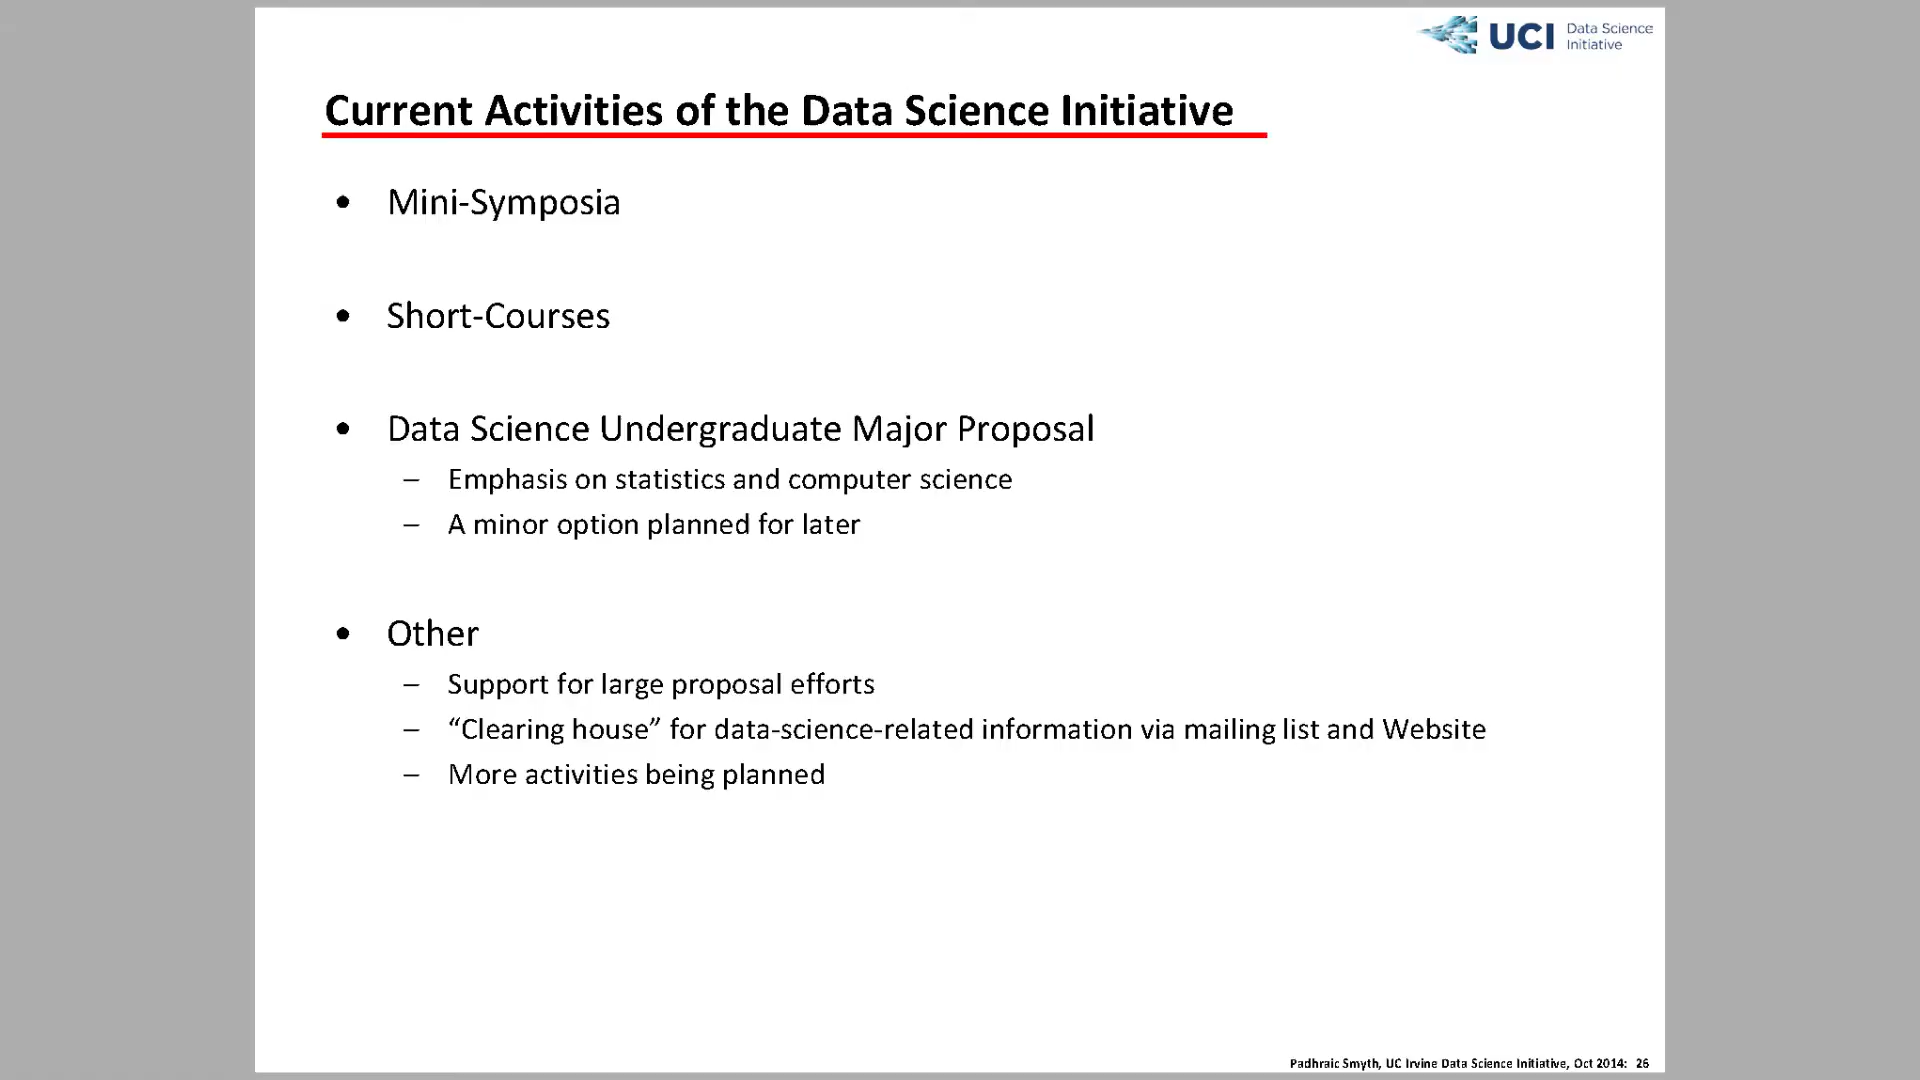 UCI Data Science
Initiative
Current Activities of the Data Science Initiative
• Mini-Symposia
• Short-Courses
• Data Science Undergraduate Major Proposal
– Emphasis on statistics and computer science
– A minor option planned for later
• Other
– Support for large proposal efforts
– “Clearing house” for data-science-related information via mailing list and Website
– More activities being planned
Padhraic Smyth, UC Irvine Data Science Initiative, Oct 2014: 26